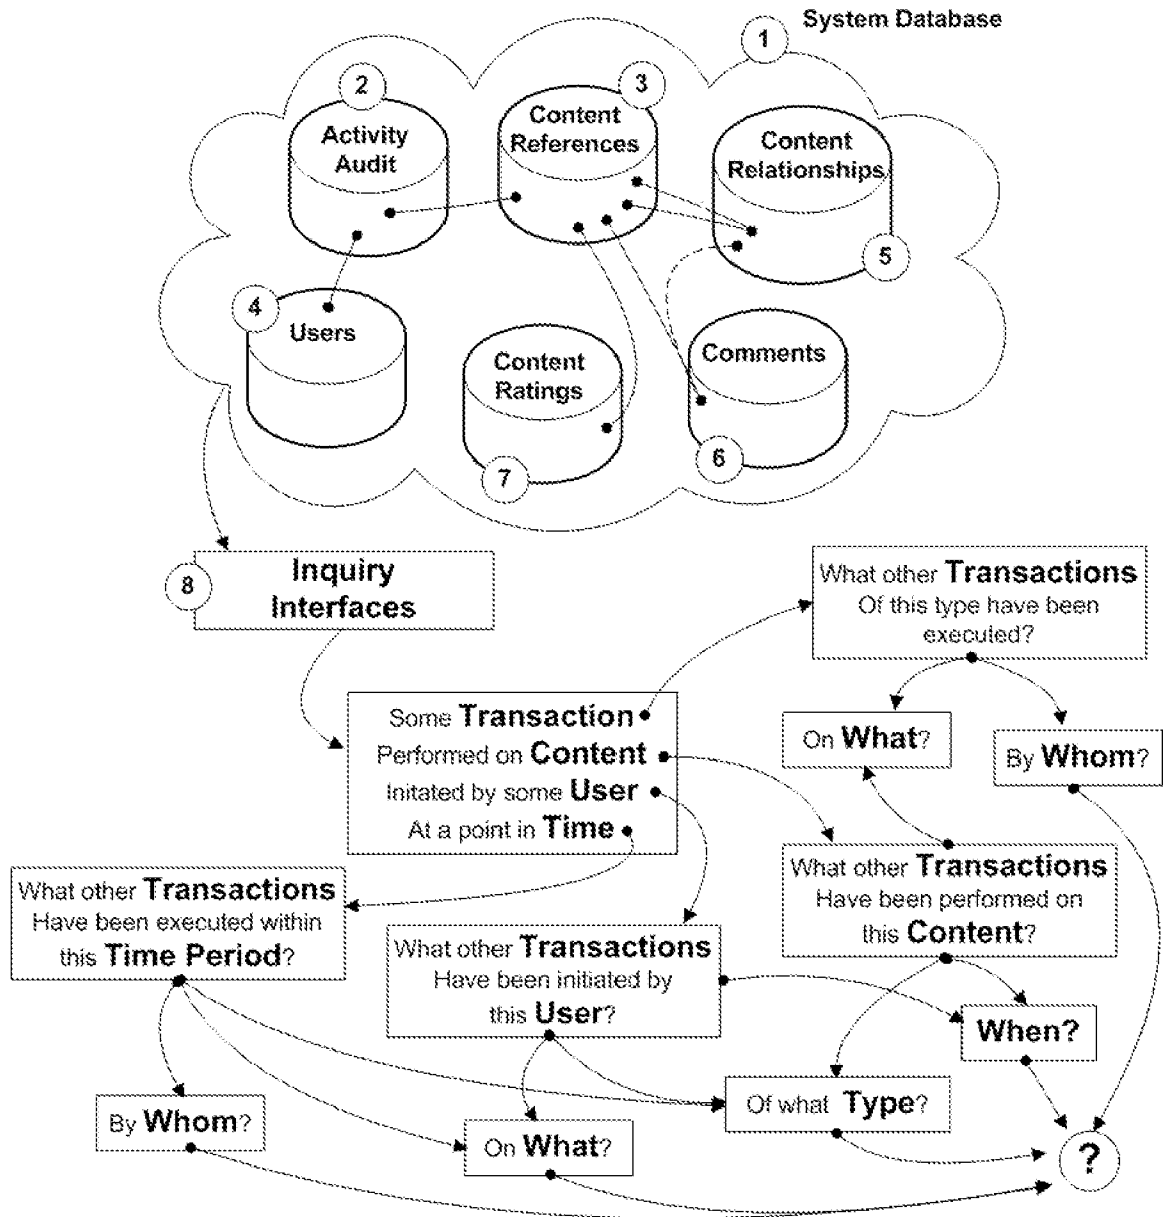 System Database
1
2
3
Activity
Audit
Content
References
Content
Relationships
4
5
Users
Content
Ratings
Comments
6
7
8
Inquiry
Interfaces
What other Transactions
Of this type have been
executed?
Some Transaction
Performed on Content
Initated by some User
At a point in Time
On What?
By Whom?
What other Transactions
Have been executed within
this Time Period?
What other Transactions
Have been initiated by
this User?
What other Transactions
Have been performed on
this Content?
When?
By Whom?
On What?
Of what Type?
?